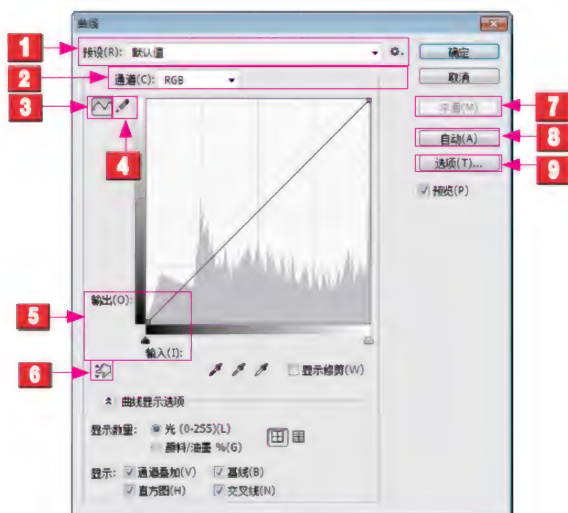 曲线
1
预设(R): 默认值
确定
2
通道(C): RGB
取消
3
4
平滑(M)
7
自动(A)
8
选项(T)...
9
预览(P)
输出(O):
5
输入(I):
6
显示修剪(W)
曲线显示选项
显示数量: 光 (0-255)(L)
颜料/油墨 %(G)
显示: 通道叠加(V) 基线(B)
直方图(H) 交叉线(N)